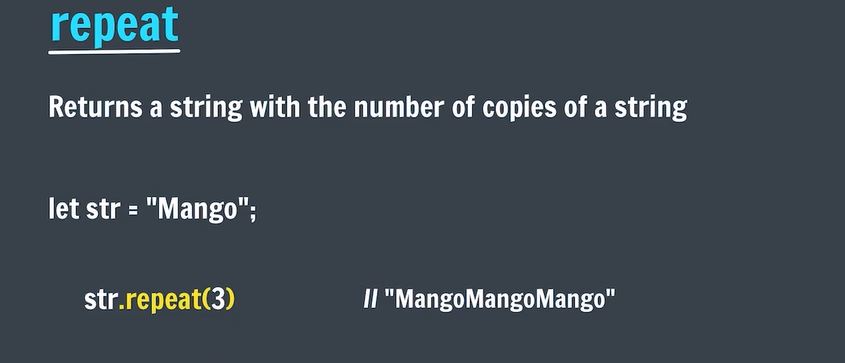 repeat
Returns a string with the number of copies of a string
let str = "Mango";
str.repeat(3) // "MangoMangoMango"